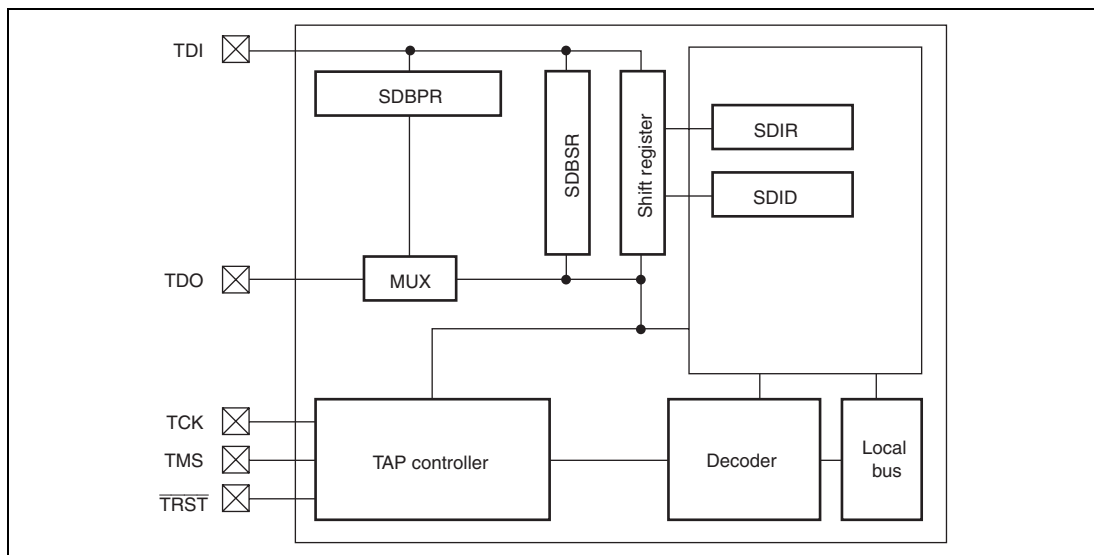 TDI
SDBPR
SDBSR
Shift register
SDIR
SDID
TDO
MUX
TCK
TMS
TRST
TAP controller
Decoder
Local
bus